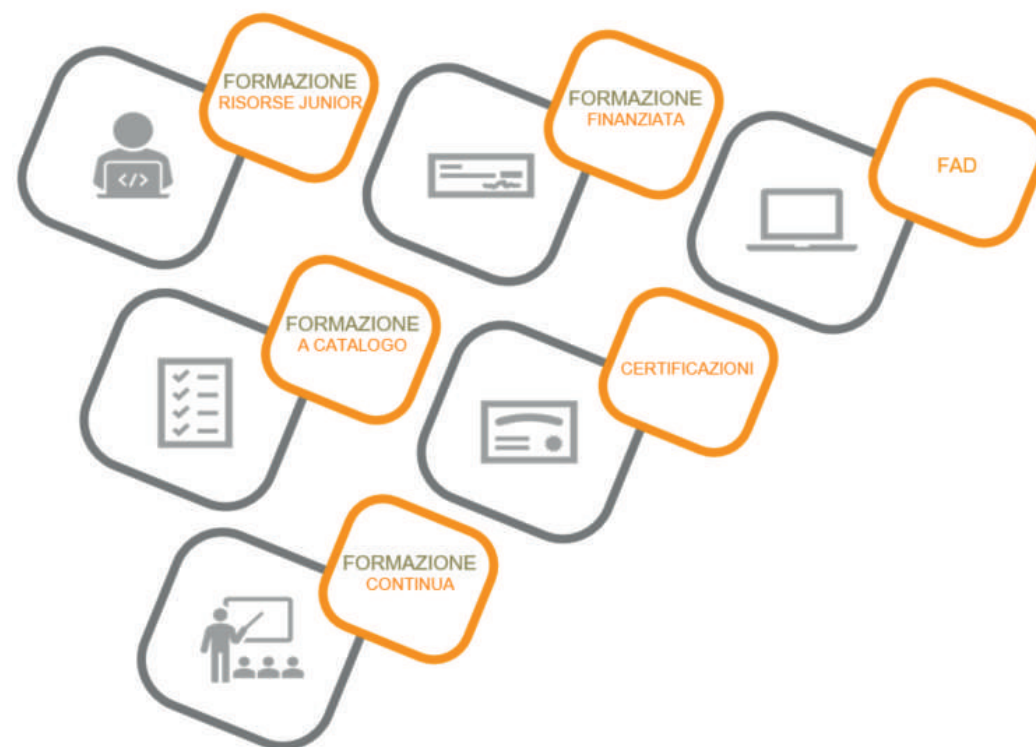 FORMAZIONE
RISORSE JUNIOR
FORMAZIONE
FINANZIATA
FAD
FORMAZIONE
A CATALOGO
CERTIFICAZIONI
FORMAZIONE
CONTINUA